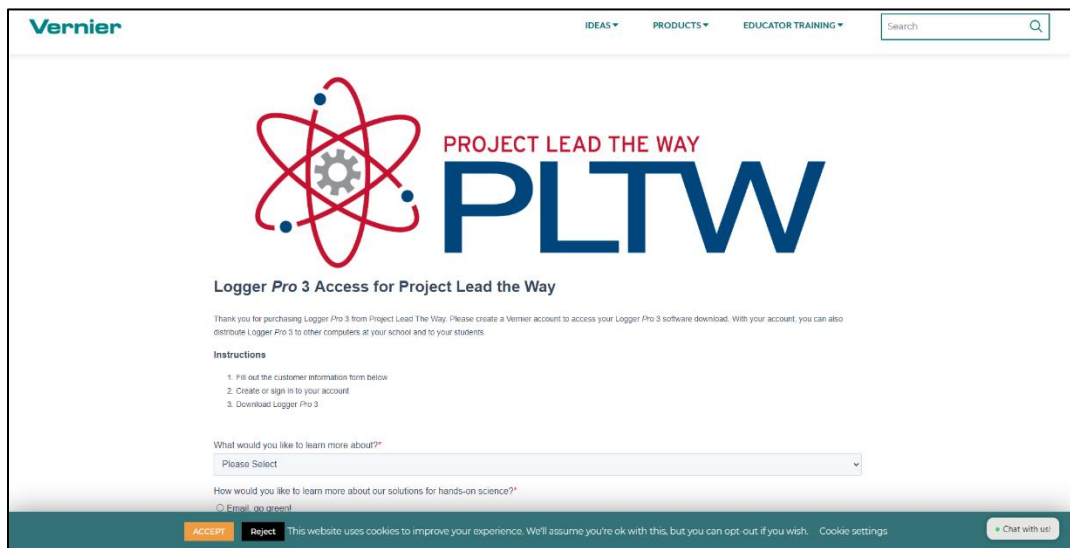 Vernier
IDEAS
PRODUCTS
EDUCATOR TRAINING
Search
PROJECT LEAD THE WAY
PLTW
Logger Pro 3 Access for Project Lead the Way
Thank you for purchasing Logger Pro 3 from Project Lead The Way. Please create a Vernier account to access your Logger Pro 3 software download. With your account, you can also
distribute Logger Pro 3 to other computers at your school and to your students.
Instructions
1. Fill out the customer information form below
2. Create or sign in to your account
3. Download Logger Pro 3
What would you like to learn more about?*
Please Select
How would you like to learn more about our solutions for hands-on science?*
Email, go green!
ACCEPT
Reject
This website uses cookies to improve your experience. We'll assume you're ok with this, but you can opt-out if you wish.
Cookie settings
Chat with us!